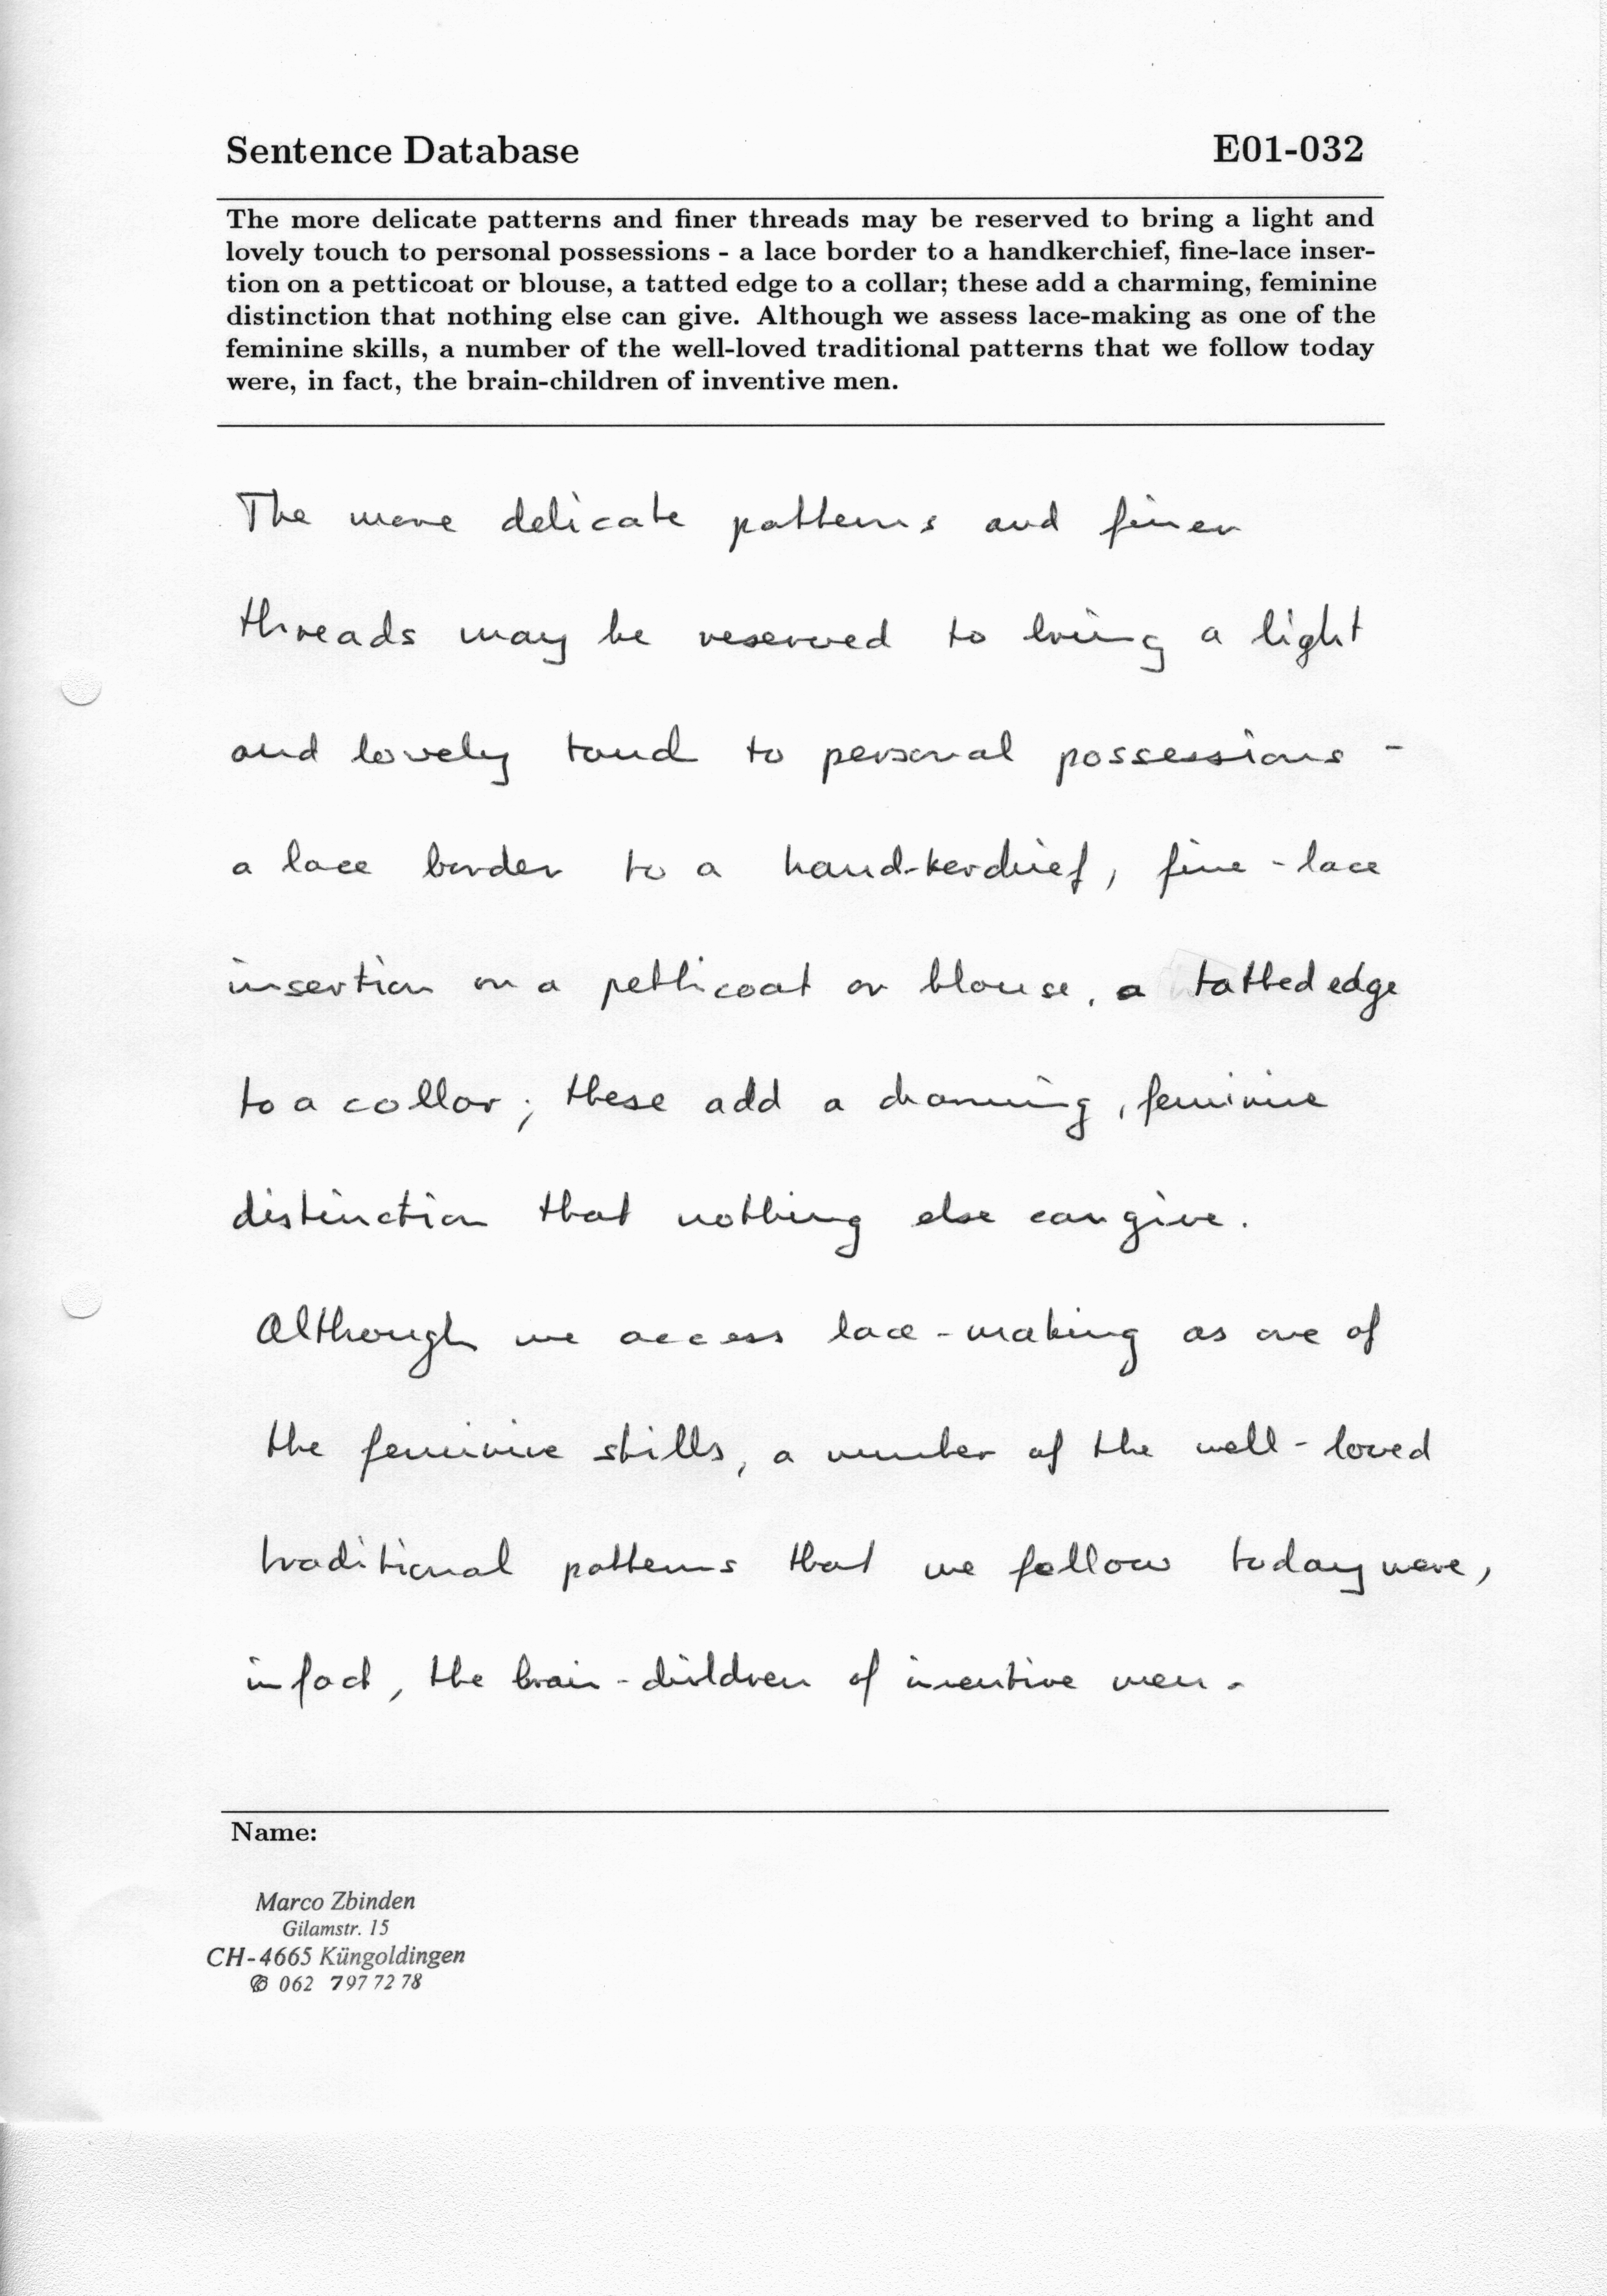 Sentence Database E01-032
The more delicate patterns and finer threads may be reserved to bring a light and
lovely touch to personal possessions - a lace border to a handkerchief, fine-lace inser-
tion on a petticoat or blouse, a tatted edge to a collar; these add a charming, feminine
distinction that nothing else can give. Although we assess lace-making as one of the
feminine skills, a number of the well-loved traditional patterns that we follow today
were, in fact, the brain-children of inventive men.
The more delicate patterns and finer
threads may be reserved to bring a light
and lovely touch to personal possessions -
a lace border to a hand-kerchief, fine-lace
insertion on a petticoat or blouse, a tatted edge
to a collar; these add a charming, feminine
distinction that nothing else can give.
Although we access lace-making as one of
the feminine skills, a number of the well-loved
traditional patterns that we follow today were,
in fact, the brain-children of inventive men.
Name:
Marco Zbinden
Gilamstr. 15
CH-4665 Küngoldingen
✆ 062 797 72 78